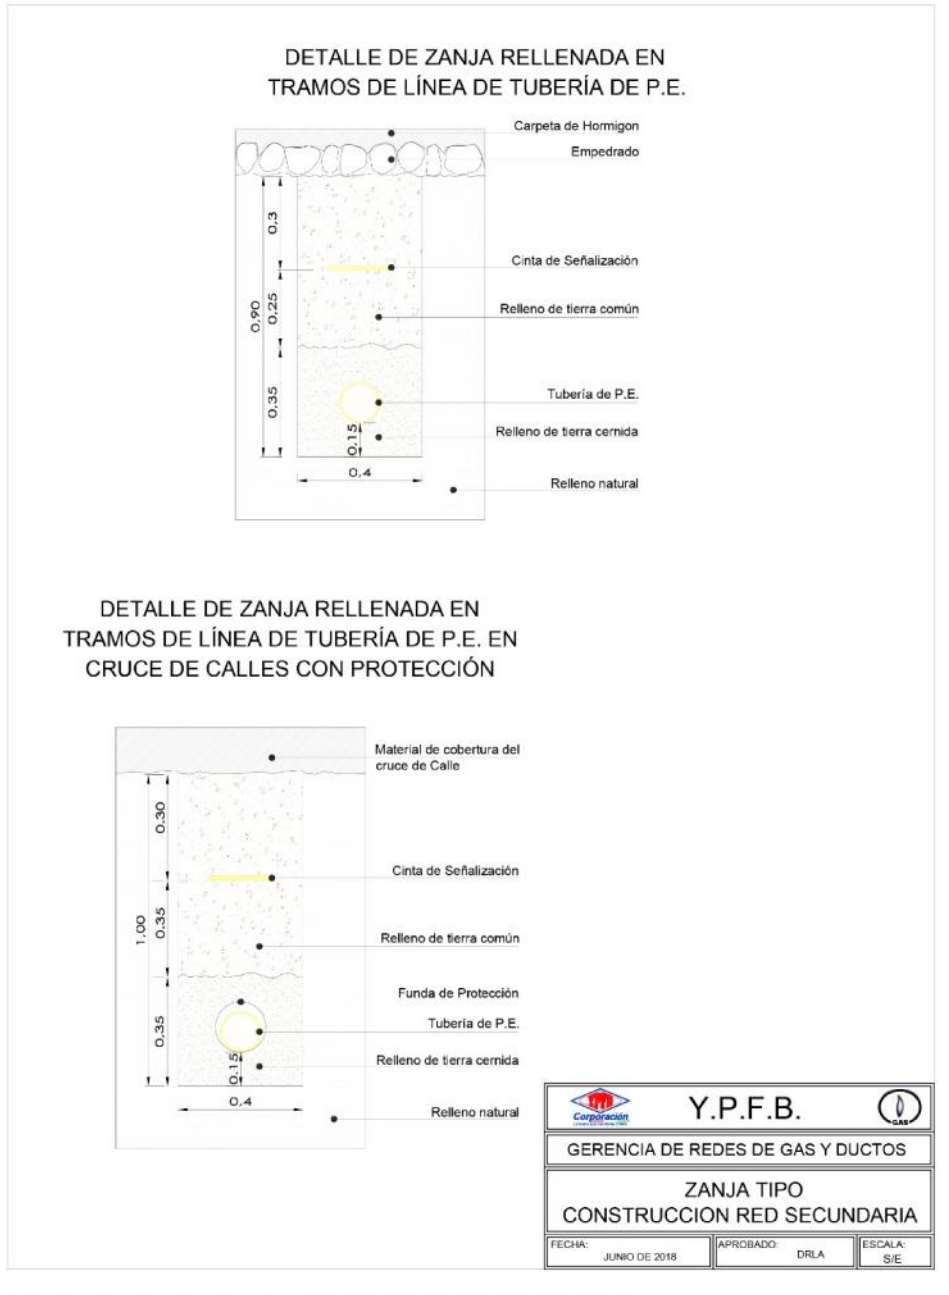 DETALLE DE ZANJA RELLENADA EN
TRAMOS DE LÍNEA DE TUBERÍA DE P.E.
Carpeta de Hormigon
Empedrado
0,3
Cinta de Señalización
0,25
0,90
Relleno de tierra común
0,35
Tubería de P.E.
0.15
Relleno de tierra cernida
0,4
Relleno natural
DETALLE DE ZANJA RELLENADA EN
TRAMOS DE LÍNEA DE TUBERÍA DE P.E. EN
CRUCE DE CALLES CON PROTECCIÓN
Material de cobertura del
cruce de Calle
0.30
Cinta de Señalización
0.35
1,00
Relleno de tierra común
Funda de Protección
0,35
Tubería de P.E.
0.15
Relleno de tierra cernida
0,4
Relleno natural
Corporación
Y.P.F.B.
GAS
GERENCIA DE REDES DE GAS Y DUCTOS
ZANJA TIPO
CONSTRUCCION RED SECUNDARIA
FECHA:
JUNIO DE 2018
APROBADO:
DRLA
ESCALA:
S/E